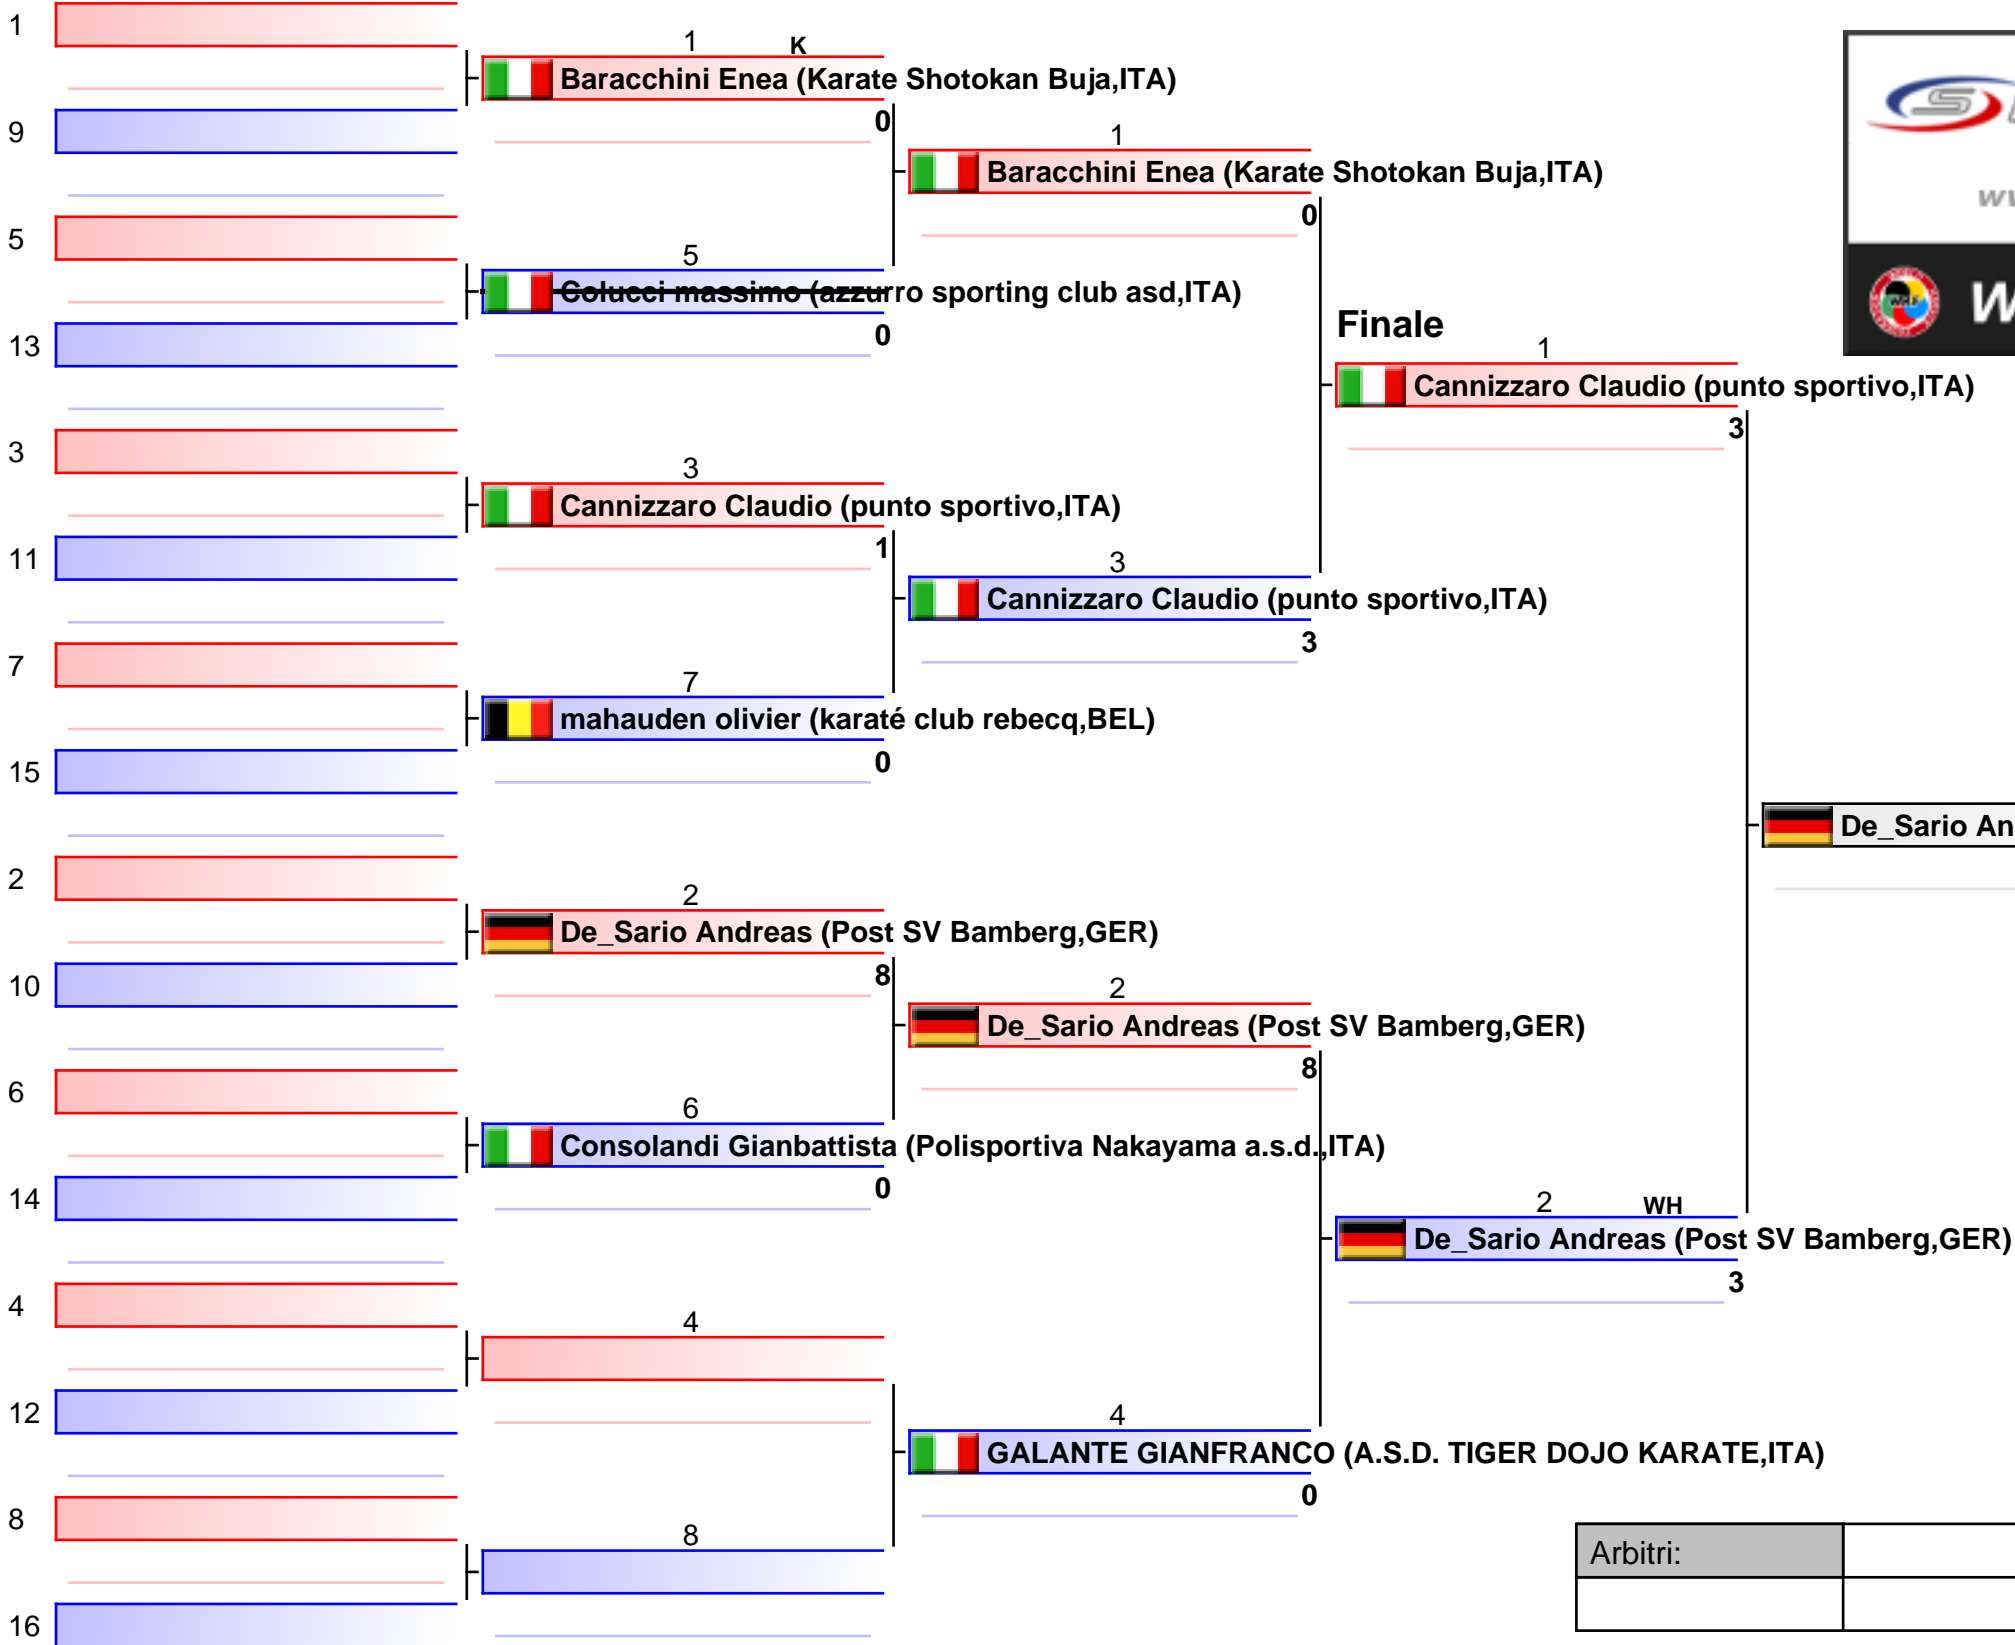 1
9
5
13
3
11
7
15
2
10
6
14
4
12
8
16
1 K
Baracchini Enea (Karate Shotokan Buja,ITA)
0
5
Colucci massimo (azzurro sporting club asd,ITA)
0
3
Cannizzaro Claudio (punto sportivo,ITA)
1
7
mahauden olivier (karaté club rebecq,BEL)
0
2
De_Sario Andreas (Post SV Bamberg,GER)
8
6
Consolandi Gianbattista (Polisportiva Nakayama a.s.d.,ITA)
0
4
8
1
Baracchini Enea (Karate Shotokan Buja,ITA)
0
3
Cannizzaro Claudio (punto sportivo,ITA)
3
2
De_Sario Andreas (Post SV Bamberg,GER)
8
4
GALANTE GIANFRANCO (A.S.D. TIGER DOJO KARATE,ITA)
0
Finale
1
Cannizzaro Claudio (punto sportivo,ITA)
3
2 WH
De_Sario Andreas (Post SV Bamberg,GER)
3
De_Sario An
S
W
Arbitri: